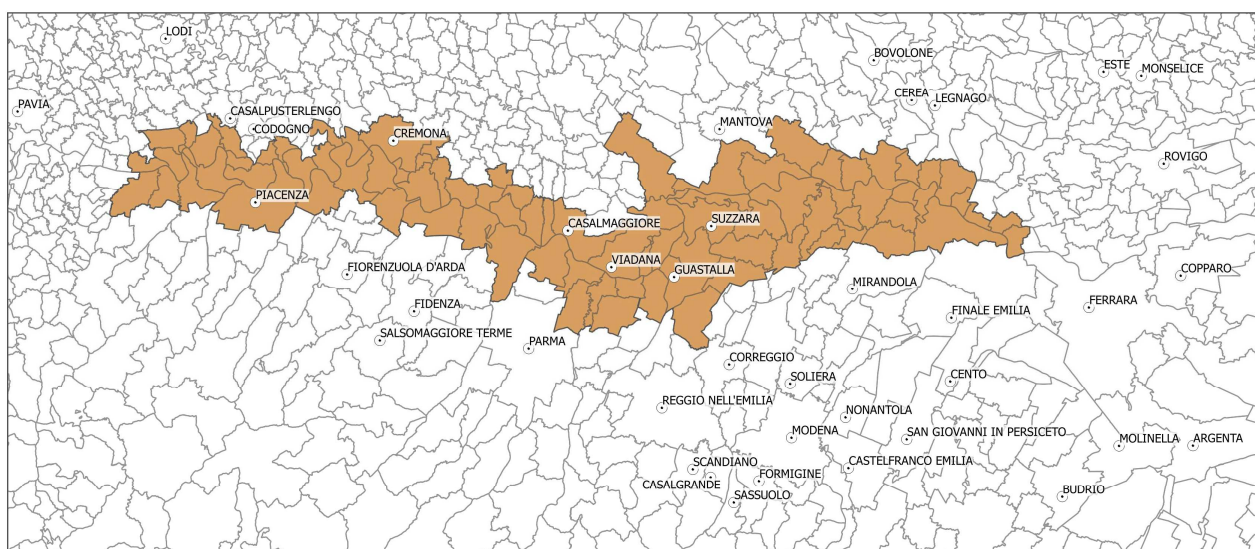 LODI
BOVOLONE
ESTE
MONSELICE
PAVIA
CEREA
LEGNAGO
CASALPUSTERLENGO
CODOGNO
MANTOVA
CREMONA
ROVIGO
PIACENZA
CASALMAGGIORE
SUZZARA
VIADANA
GUASTALLA
FIORENZUOLA D'ARDA
MIRANDOLA
COPPARO
FIDENZA
FINALE EMILIA
FERRARA
SALSOMAGGIORE TERME
PARMA
CORREGGIO
SOLIERA
CENTO
REGGIO NELL'EMILIA
NONANTOLA
MODENA
SAN GIOVANNI IN PERSICETO
MOLINELLA
ARGENTA
SCANDIANO
CASTELFRANCO EMILIA
CASALGRANDE
FORMIGINE
SASSUOLO
BUDRIO